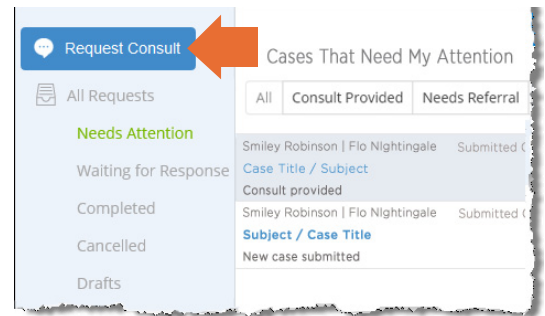 Request Consult
All Requests
Needs Attention
Waiting for Response
Completed
Cancelled
Drafts
Cases That Need My Attention
All Consult Provided Needs Referral
Smiley Robinson | Flo NIghtingale Submitted
Case Title / Subject
Consult provided
Smiley Robinson | Flo NIghtingale Submitted
Subject / Case Title
New case submitted